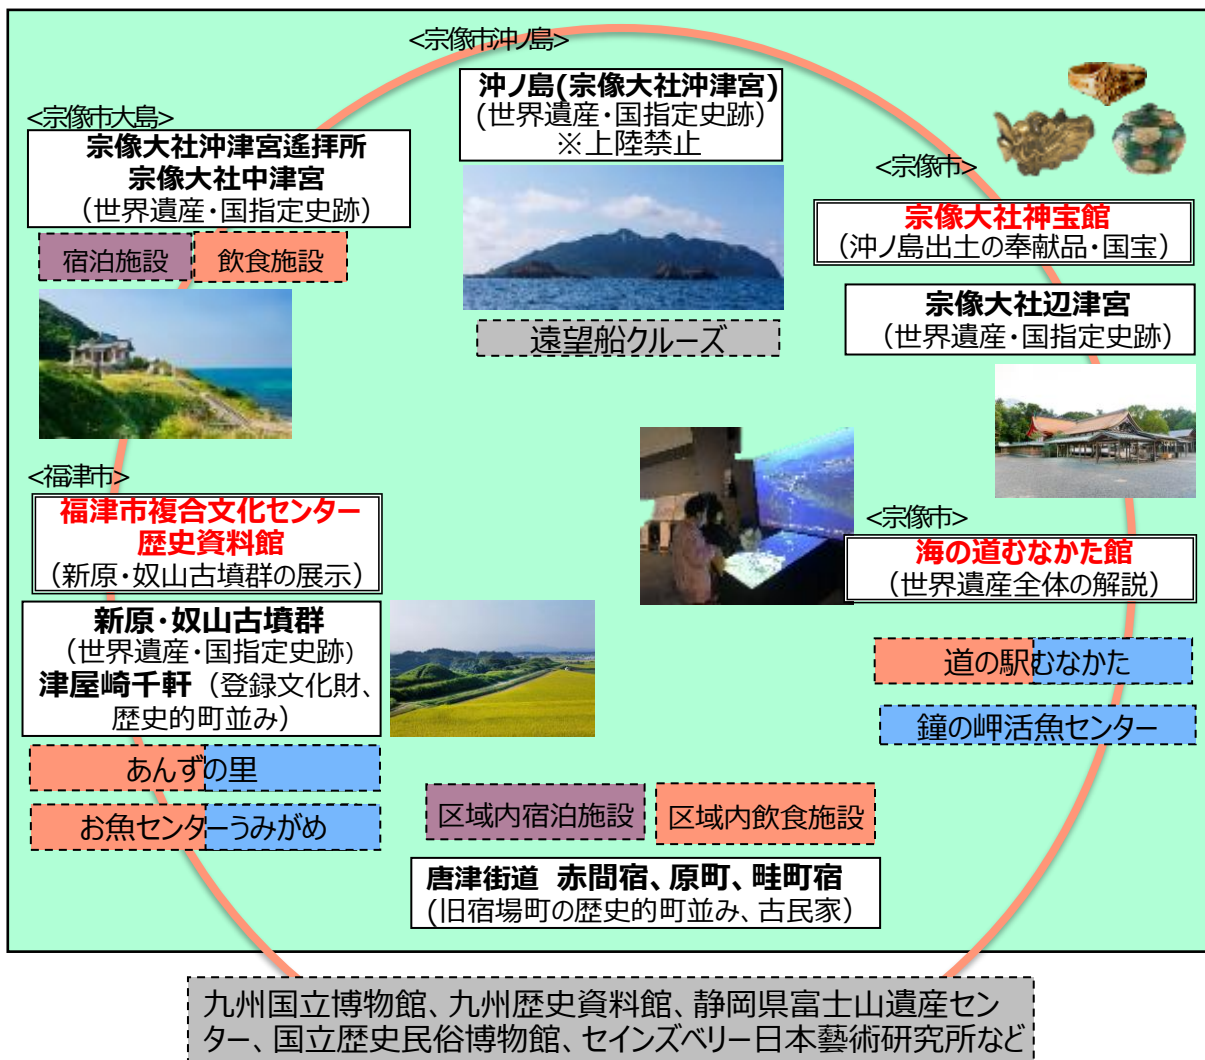 <宗像市沖ノ島>
沖ノ島(宗像大社沖津宮)
(世界遺産・国指定史跡)
※上陸禁止
遠望船クルーズ
<宗像市大島>
宗像大社沖津宮遙拝所
宗像大社中津宮
（世界遺産・国指定史跡）
宿泊施設
飲食施設
<宗像市>
宗像大社神宝館
（沖ノ島出土の奉献品・国宝）
宗像大社辺津宮
（世界遺産・国指定史跡）
<福津市>
福津市複合文化センター
歴史資料館
（新原・奴山古墳群の展示）
新原・奴山古墳群
（世界遺産・国指定史跡）
津屋崎千軒（登録文化財、
歴史的町並み）
あんずの里
お魚センターうみがめ
<宗像市>
海の道むなかた館
（世界遺産全体の解説）
道の駅むなかた
鐘の岬活魚センター
区域内宿泊施設
区域内飲食施設
唐津街道 赤間宿、原町、畦町宿
(旧宿場町の歴史的町並み、古民家）
九州国立博物館、九州歴史資料館、静岡県富士山遺産セン
ター、国立歴史民俗博物館、セインズベリー日本藝術研究所など